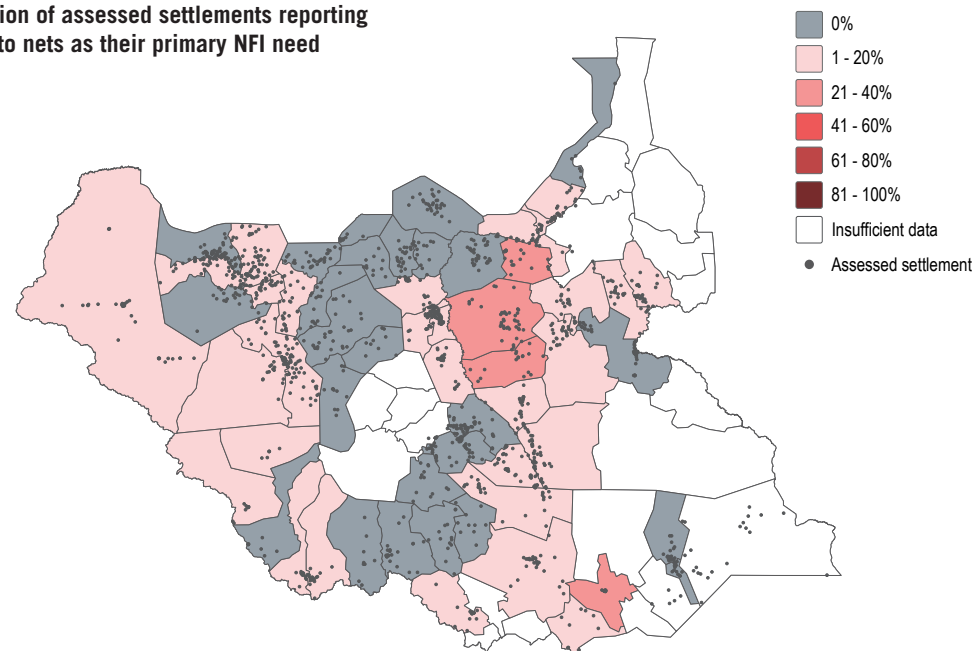 ion of assessed settlements reporting
to nets as their primary NFI need
0%
1 - 20%
21 - 40%
41 - 60%
61 - 80%
81 - 100%
Insufficient data
Assessed settlement